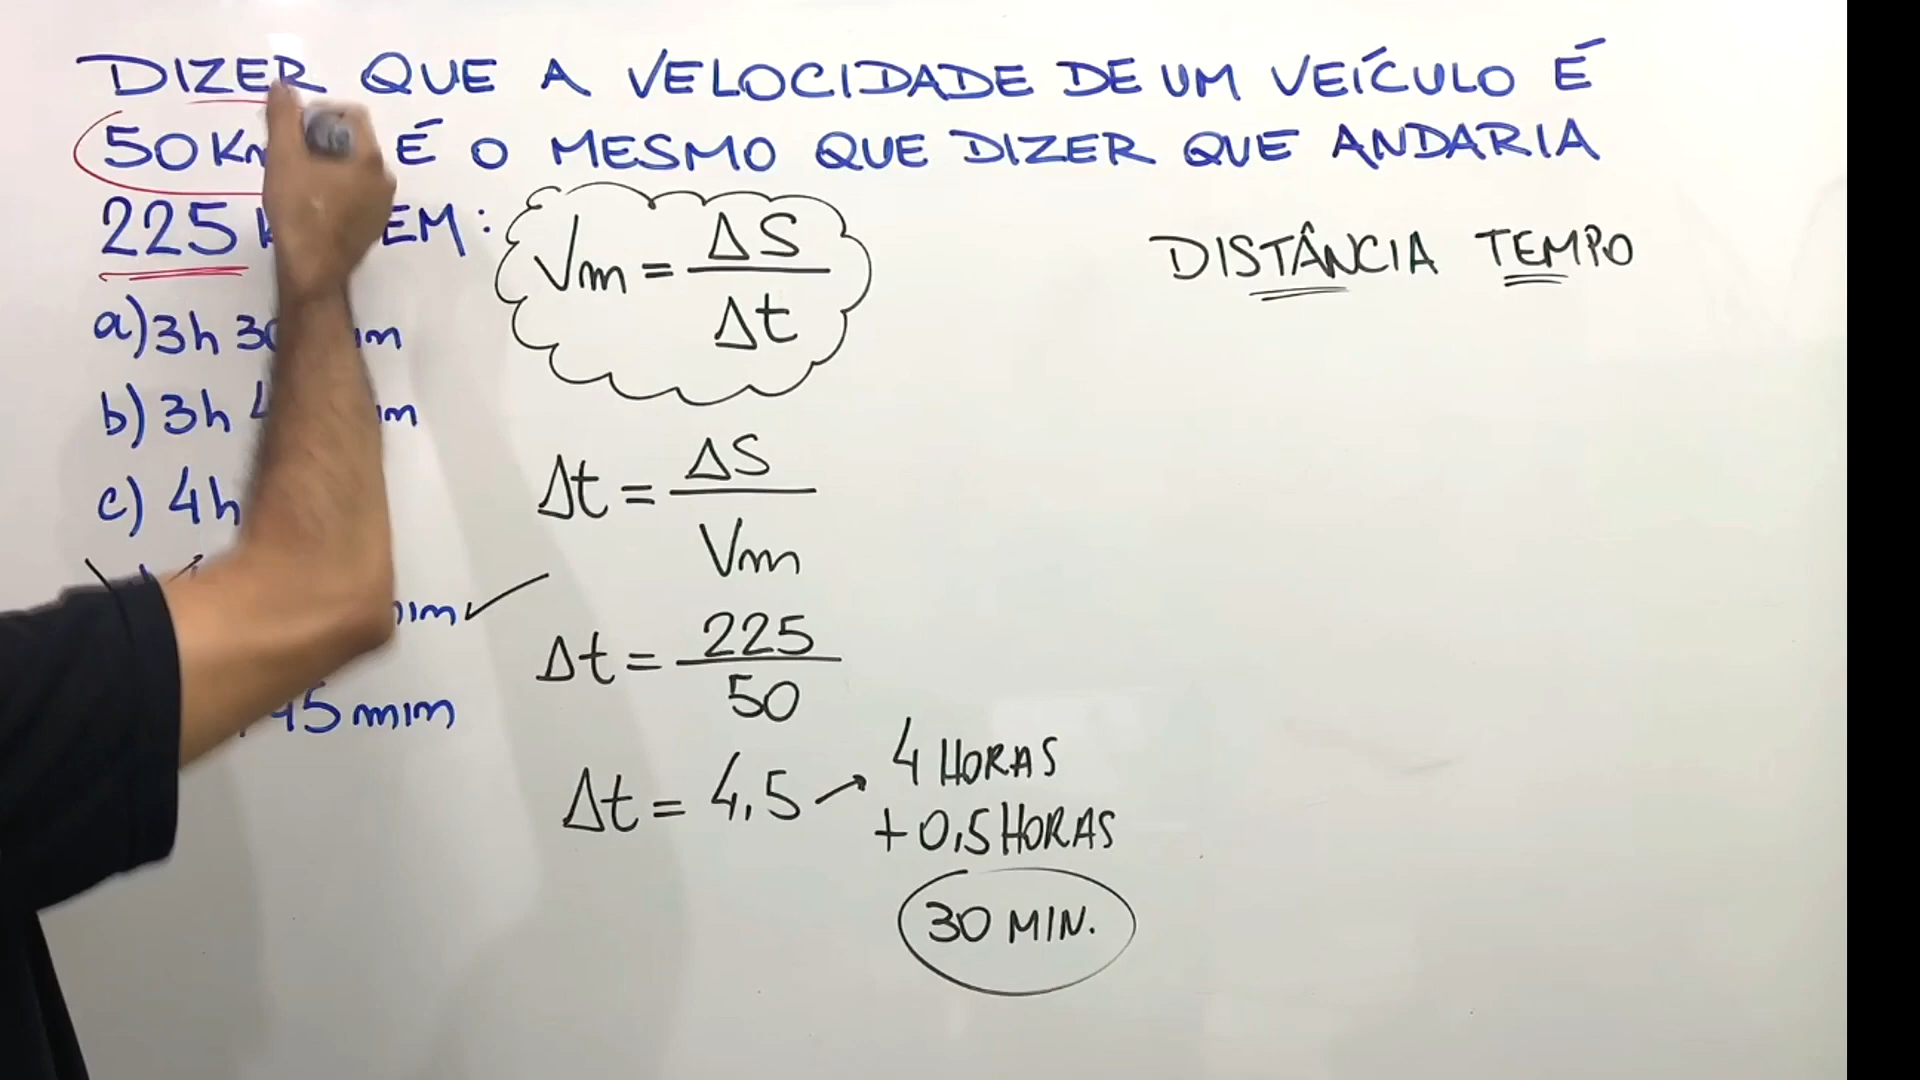 DIZER QUE A VELOCIDADE DE UM VEÍCULO É
50 É O MESMO QUE DIZER QUE ANDARIA
225 EM:
a) 3h
b) 3h
c) 4h
45 mim
Vm = ΔS / Δt
Δt = ΔS / Vm
Δt = 225 / 50
Δt = 4,5 → 4 HORAS
+ 0,5 HORAS
30 MIN.
DISTÂNCIA TEMPO